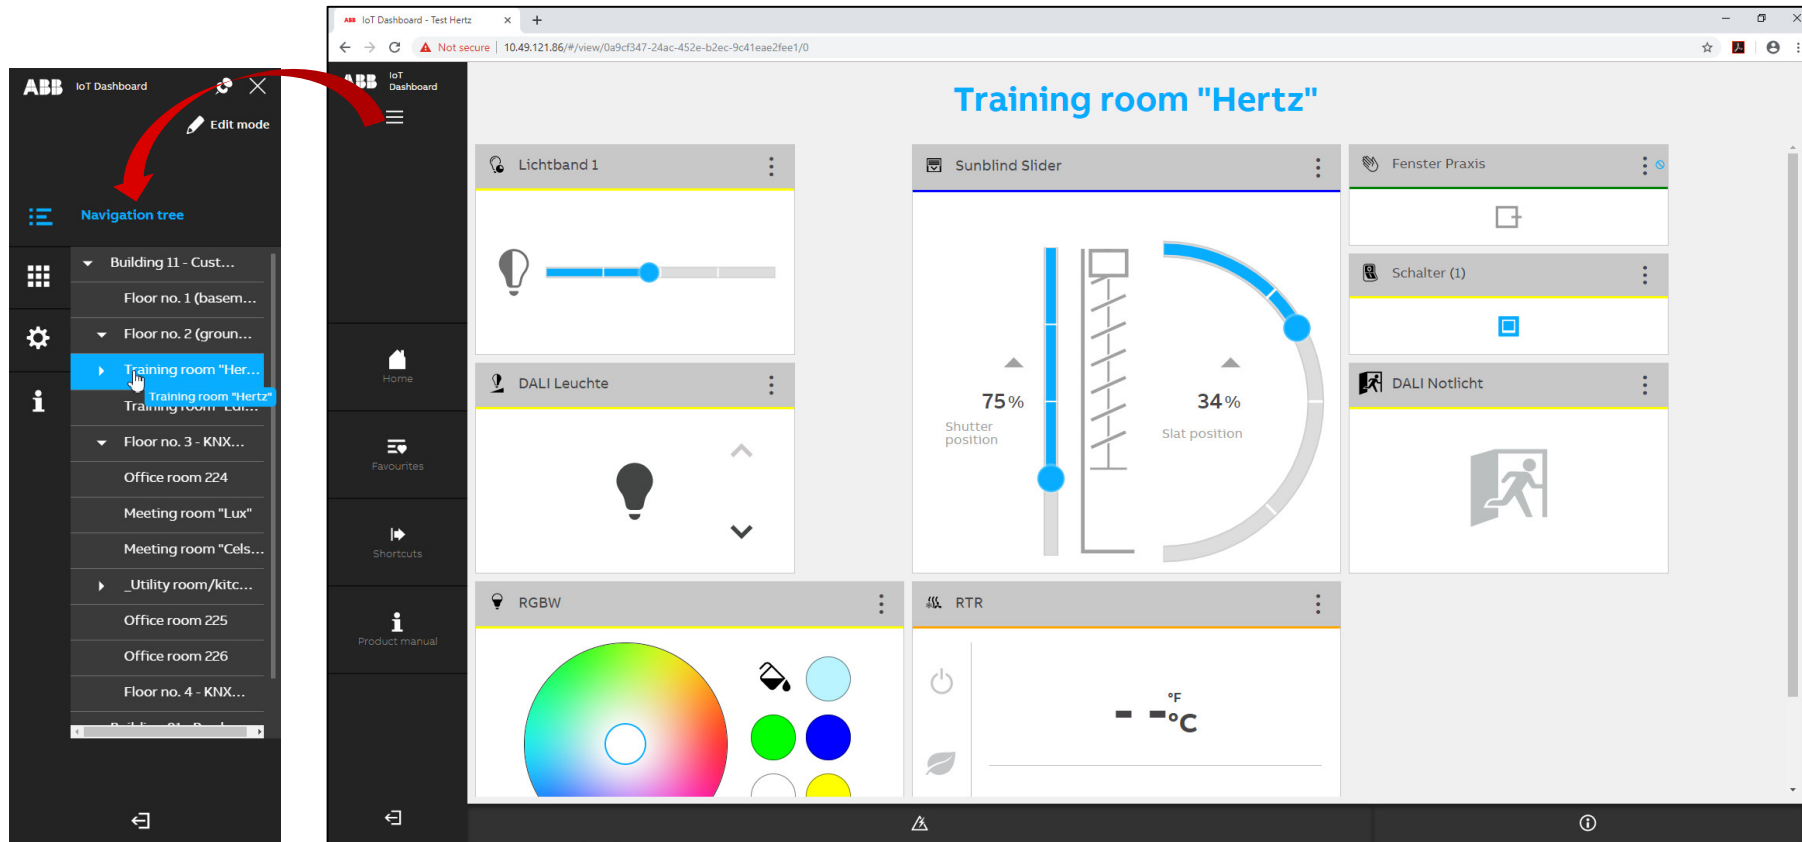 ABB IoT Dashboard
Edit mode
Navigation tree
Building 11 - Cust...
Floor no. 1 (basem...
Floor no. 2 (groun...
Training room "Her...
Training room "Hertz"
Floor no. 3 - KNX...
Office room 224
Meeting room "Lux"
Meeting room "Cels...
_Utility room/kitc...
Office room 225
Office room 226
Floor no. 4 - KNX...
ABB IoT Dashboard - Test Hertz
Not secure | 10.49.121.86/#/view/0a9cf347-24ac-452e-b2ec-9c41eae2fee1/0
ABB IoT
Dashboard
Home
Favourites
Shortcuts
Product manual
Training room "Hertz"
Lichtband 1
Sunblind Slider
75%
Shutter
position
34%
Slat position
Fenster Praxis
Schalter (1)
DALI Leuchte
DALI Notlicht
RGBW
RTR
°F
- -°C